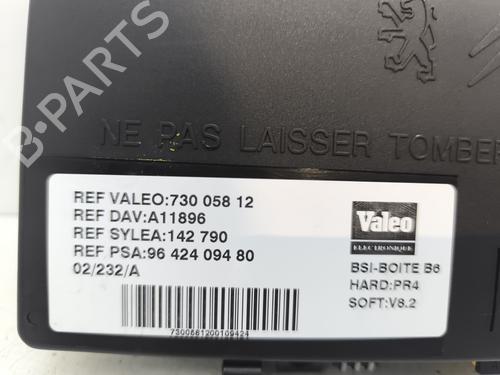 NE PAS LAISSER TOMBER
REF VALEO:730 058 12
REF DAV:A11896
REF SYLEA:142 790
REF PSA:96 424 094 80
02/232/A
7300581200109424
Valeo
ELECTRONIQUE
BSI-BOITE B6
HARD:PR4
SOFT:V6.2
B-PARTS